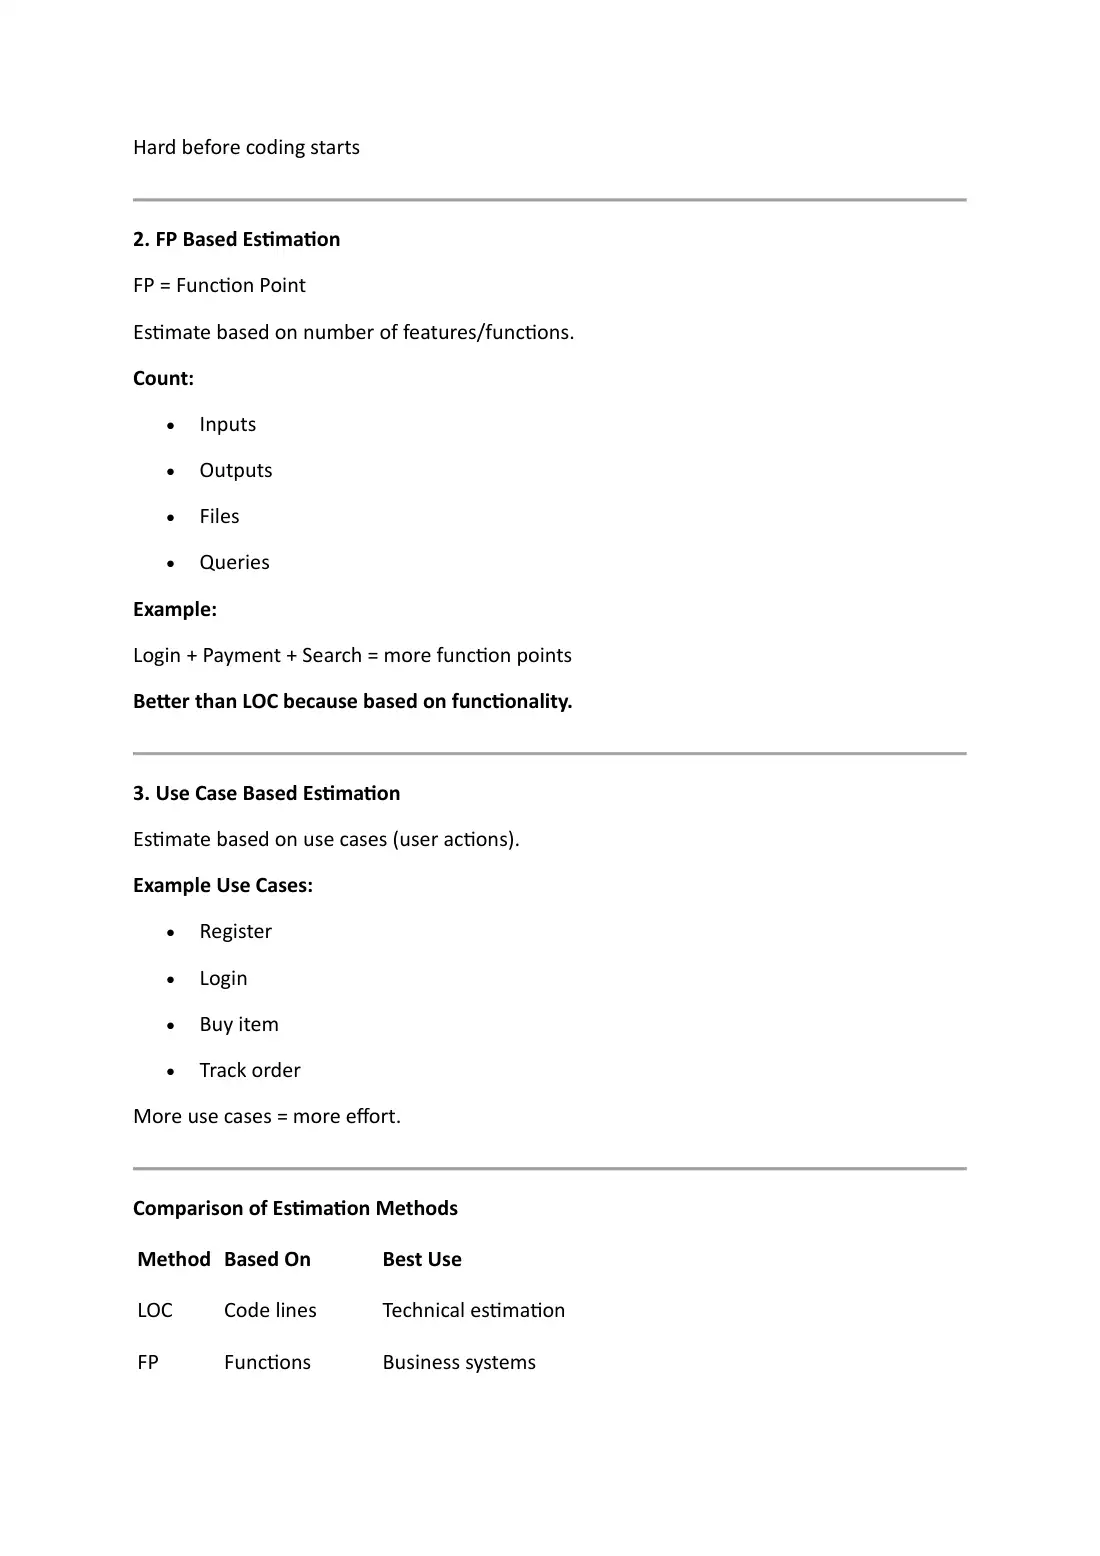 Hard before coding starts
2. FP Based Estimation
FP = Function Point
Estimate based on number of features/functions.
Count:
• Inputs
• Outputs
• Files
• Queries
Example:
Login + Payment + Search = more function points
Better than LOC because based on functionality.
3. Use Case Based Estimation
Estimate based on use cases (user actions).
Example Use Cases:
• Register
• Login
• Buy item
• Track order
More use cases = more effort.
Comparison of Estimation Methods
Method Based On Best Use
LOC Code lines Technical estimation
FP Functions Business systems